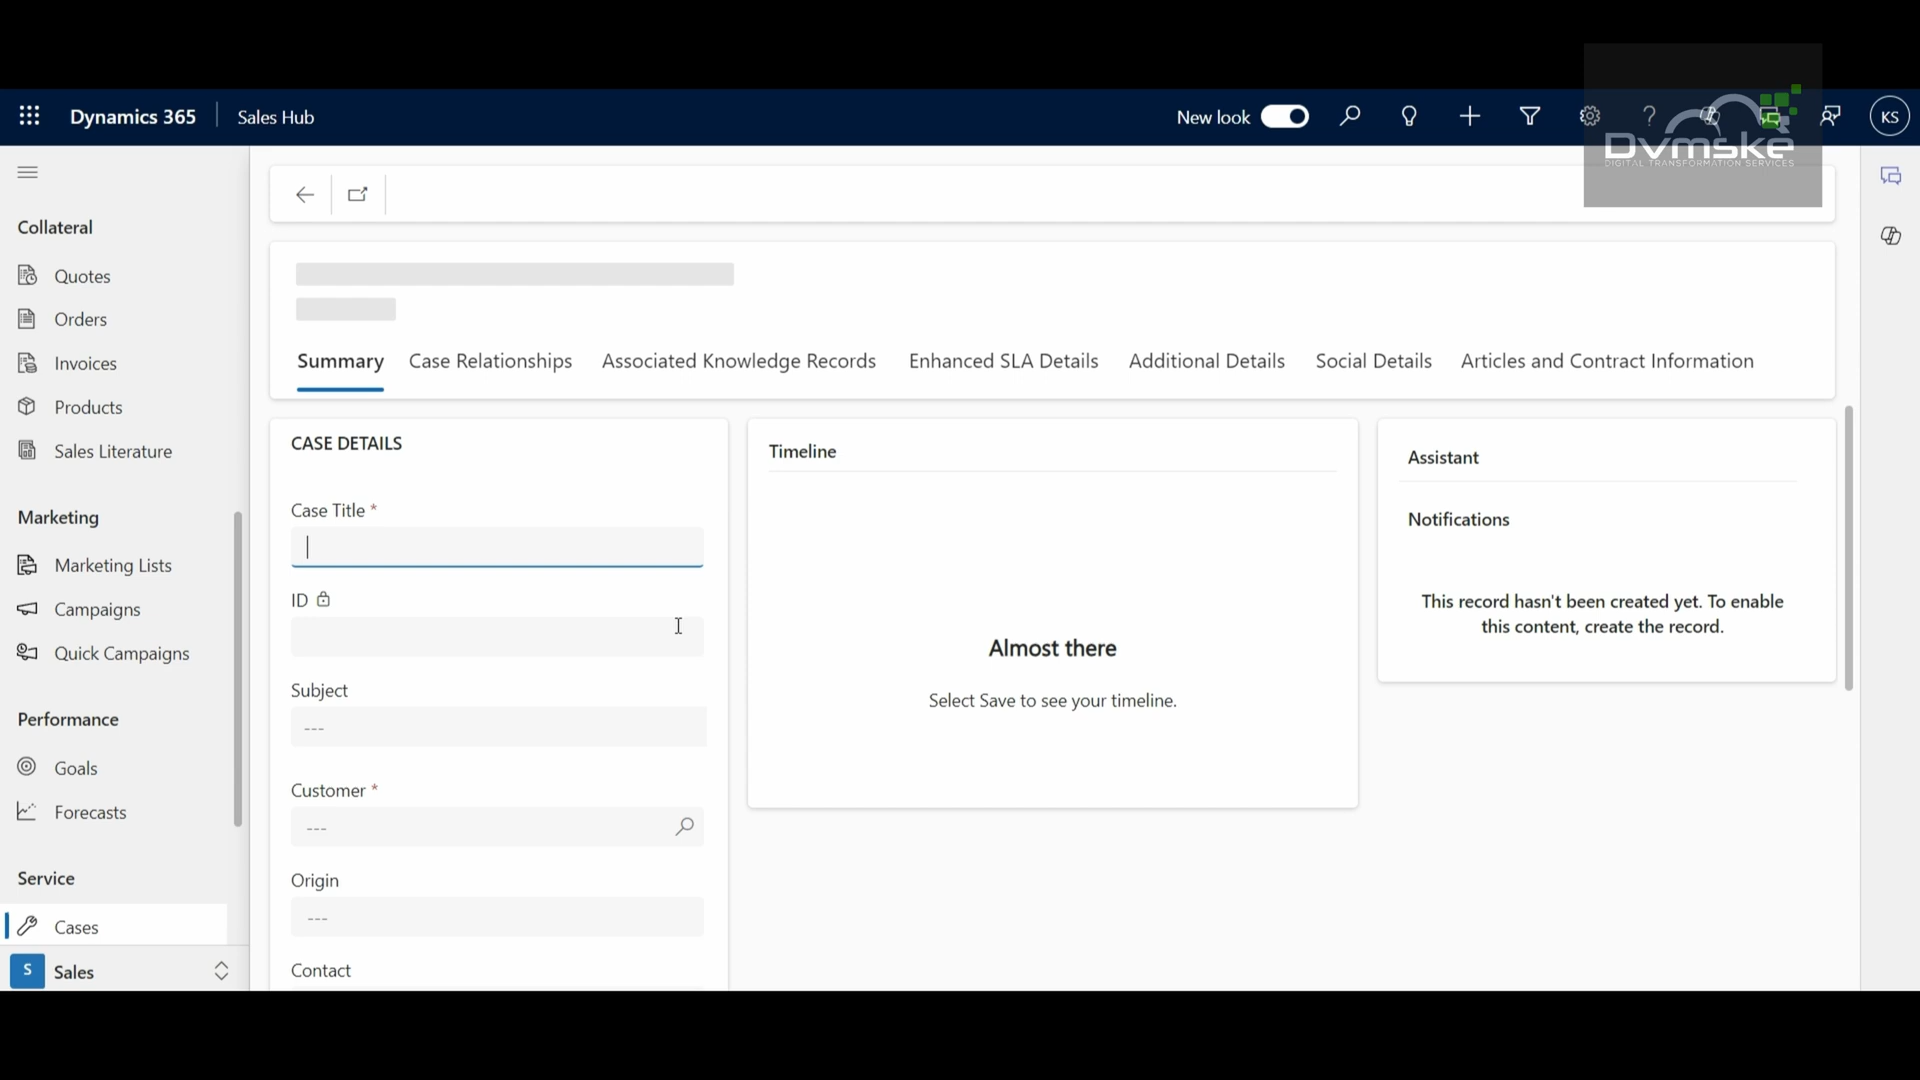 Dynamics 365
Sales Hub
New look
KS
Dvmske
DIGITAL TRANSFORMATION SERVICES
Collateral
Quotes
Orders
Invoices
Products
Sales Literature
Marketing
Marketing Lists
Campaigns
Quick Campaigns
Performance
Goals
Forecasts
Service
Cases
S
Sales
Summary
Case Relationships
Associated Knowledge Records
Enhanced SLA Details
Additional Details
Social Details
Articles and Contract Information
CASE DETAILS
Case Title *
ID
Subject
---
Customer *
---
Origin
---
Contact
Timeline
Almost there
Select Save to see your timeline.
Assistant
Notifications
This record hasn't been created yet. To enable
this content, create the record.